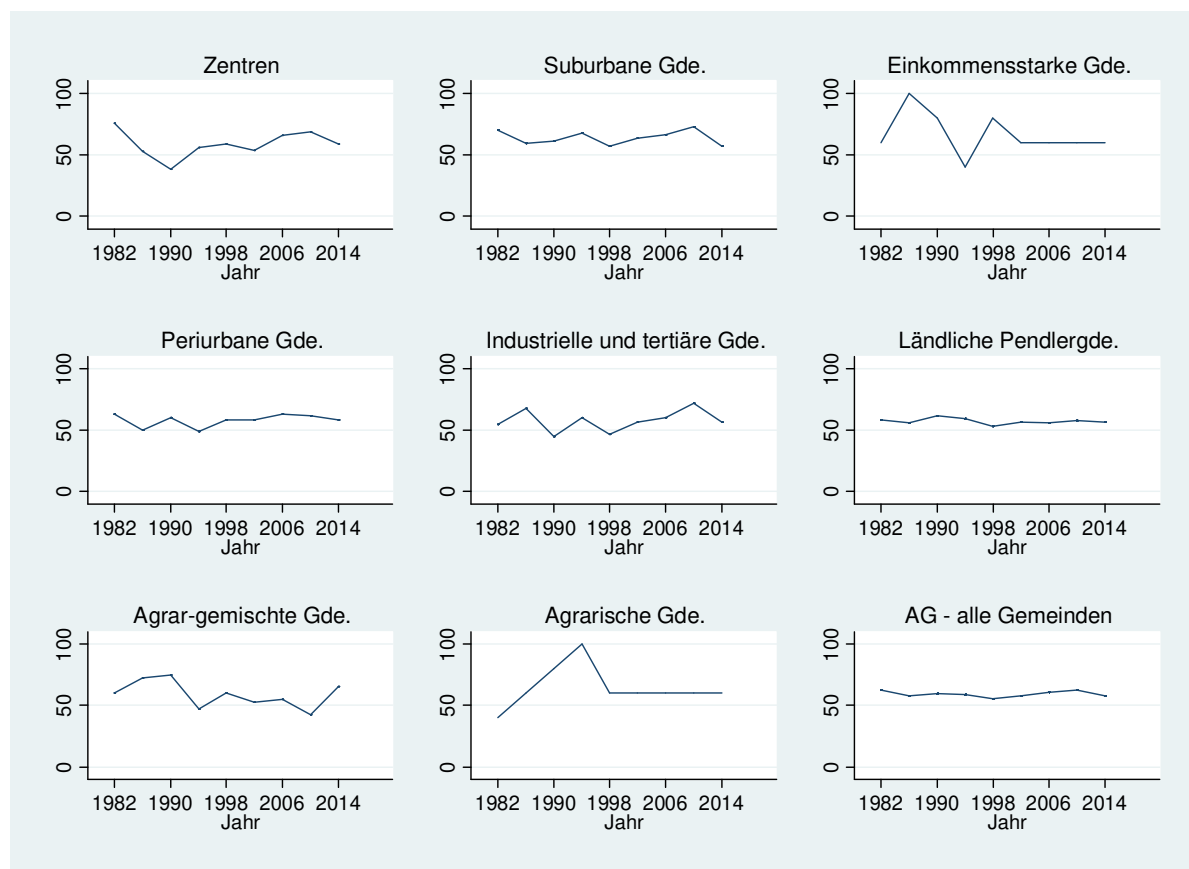 Zentren
100
50
0
1982 1990 1998 2006 2014
Jahr
Suburbane Gde.
100
50
0
1982 1990 1998 2006 2014
Jahr
Einkommensstarke Gde.
100
50
0
1982 1990 1998 2006 2014
Jahr
Periurbane Gde.
100
50
0
1982 1990 1998 2006 2014
Jahr
Industrielle und tertiäre Gde.
100
50
0
1982 1990 1998 2006 2014
Jahr
Ländliche Pendlergde.
100
50
0
1982 1990 1998 2006 2014
Jahr
Agrar-gemischte Gde.
100
50
0
1982 1990 1998 2006 2014
Jahr
Agrarische Gde.
100
50
0
1982 1990 1998 2006 2014
Jahr
AG - alle Gemeinden
100
50
0
1982 1990 1998 2006 2014
Jahr